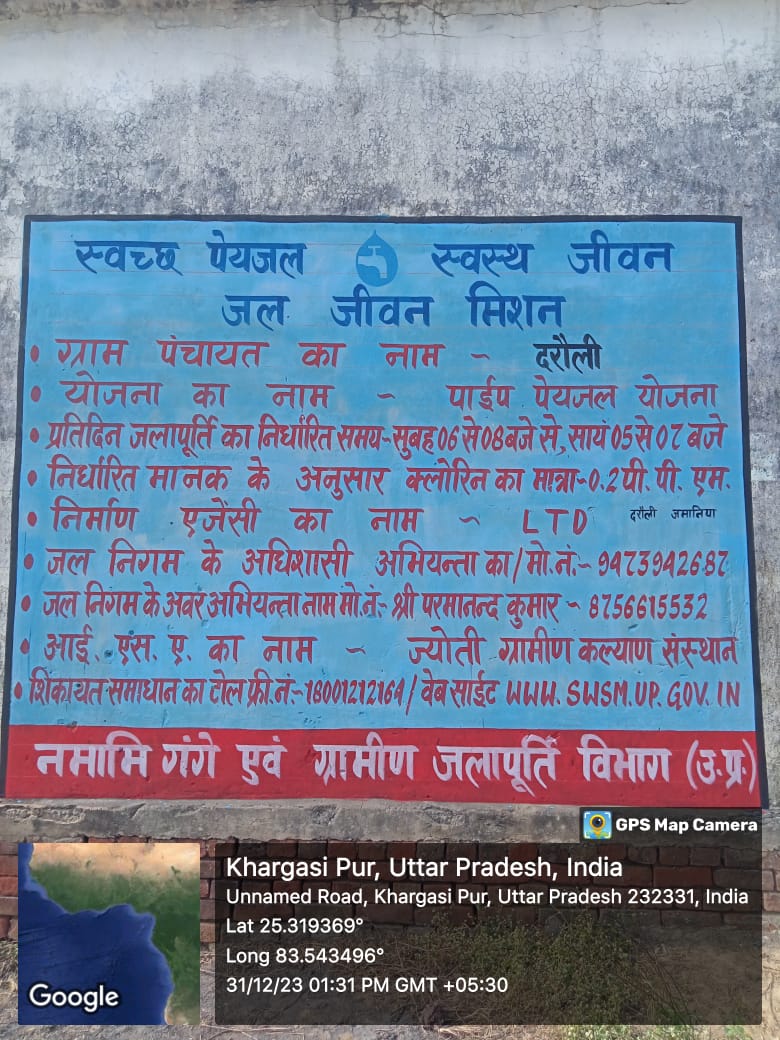 स्वच्छ पेयजल स्वस्थ जीवन
जल जीवन मिशन
• ग्राम पंचायत का नाम ~ दरौली
• योजना का नाम ~ पाईप पेयजल योजना
• प्रतिदिन जलापूर्ति का निर्धारित समय-सुबह 06 से 08 बजे से, सायं 05 से 07 बजे
• निर्धारित मानक के अनुसार क्लोरिन का मात्रा-0.2 पी. पी. एम.
• निर्माण एजेंसी का नाम ~ LTD दरौली जमानिया
• जल निगम के अधिशासी अभियन्ता का/मो.नं.- 9473942687
• जल निगम के अवर अभियन्ता नाम मो.नं:- श्री परमानन्द कुमार - 8756615532
• आई. एस. ए. का नाम ~ ज्योती ग्रामीण कल्याण संस्थान
• शिकायत समाधान का टोल फ्री.नं:-18001212164/ वेब साईट WWW. SWSM.UP. GOV. IN
नमामि गंगे एवं ग्रामीण जलापूर्ति विभाग (उ.प्र.)
GPS Map Camera
Khargasi Pur, Uttar Pradesh, India
Unnamed Road, Khargasi Pur, Uttar Pradesh 232331, India
Lat 25.319369°
Long 83.543496°
31/12/23 01:31 PM GMT +05:30
Google